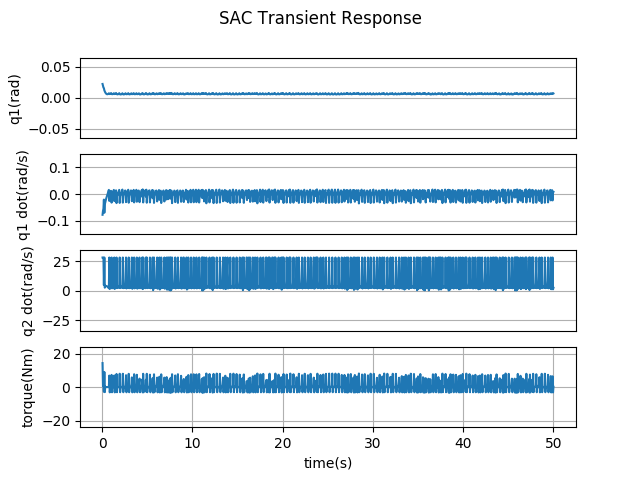 SAC Transient Response
q1(rad)
0.05
0.00
−0.05
q1 dot(rad/s)
0.1
0.0
−0.1
q2 dot(rad/s)
25
0
−25
torque(Nm)
20
0
−20
0 10 20 30 40 50
time(s)